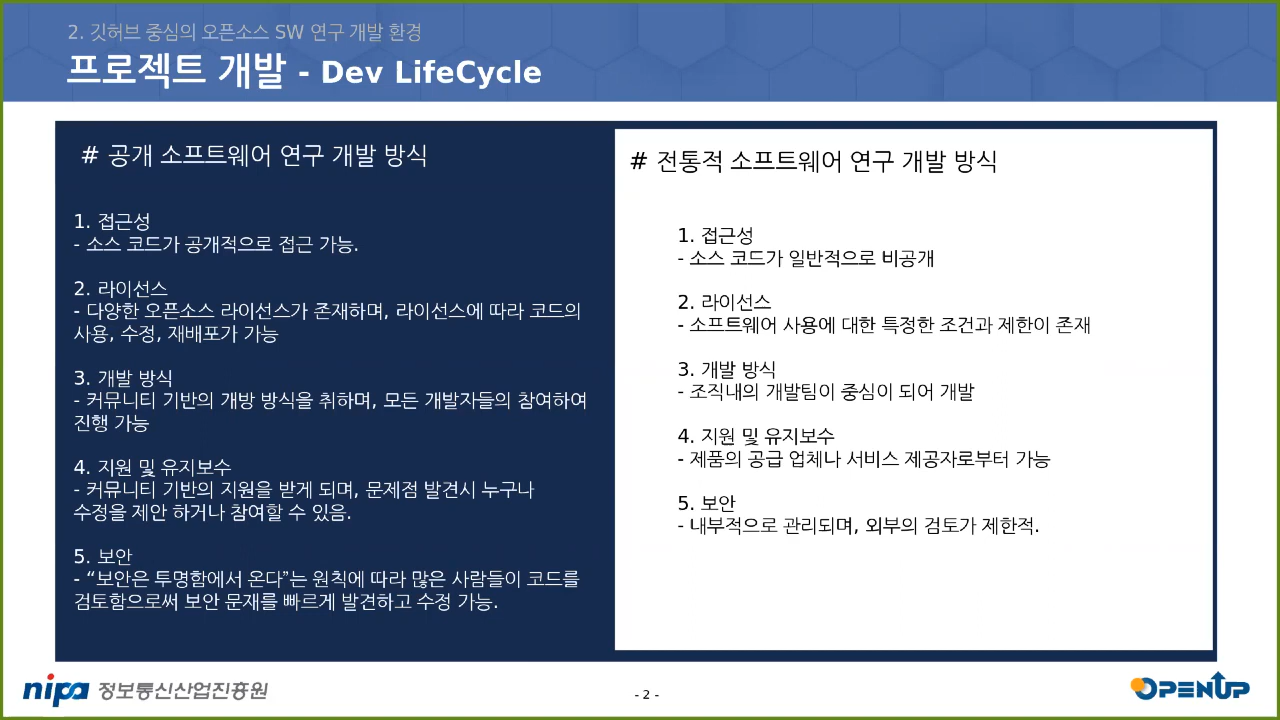 2. 깃허브 중심의 오픈소스 SW 연구 개발 환경
프로젝트 개발 - Dev LifeCycle
# 공개 소프트웨어 연구 개발 방식
1. 접근성
- 소스 코드가 공개적으로 접근 가능.
2. 라이선스
- 다양한 오픈소스 라이선스가 존재하며, 라이선스에 따라 코드의
사용, 수정, 재배포가 가능
3. 개발 방식
- 커뮤니티 기반의 개방 방식을 취하며, 모든 개발자들의 참여하여
진행 가능
4. 지원 및 유지보수
- 커뮤니티 기반의 지원을 받게 되며, 문제점 발견시 누구나
수정을 제안 하거나 참여할 수 있음.
5. 보안
- “보안은 투명함에서 온다”는 원칙에 따라 많은 사람들이 코드를
검토함으로써 보안 문재를 빠르게 발견하고 수정 가능.
# 전통적 소프트웨어 연구 개발 방식
1. 접근성
- 소스 코드가 일반적으로 비공개
2. 라이선스
- 소프트웨어 사용에 대한 특정한 조건과 제한이 존재
3. 개발 방식
- 조직내의 개발팀이 중심이 되어 개발
4. 지원 및 유지보수
- 제품의 공급 업체나 서비스 제공자로부터 가능
5. 보안
- 내부적으로 관리되며, 외부의 검토가 제한적.
nipa 정보통신산업진흥원
- 2 -
OPENUP